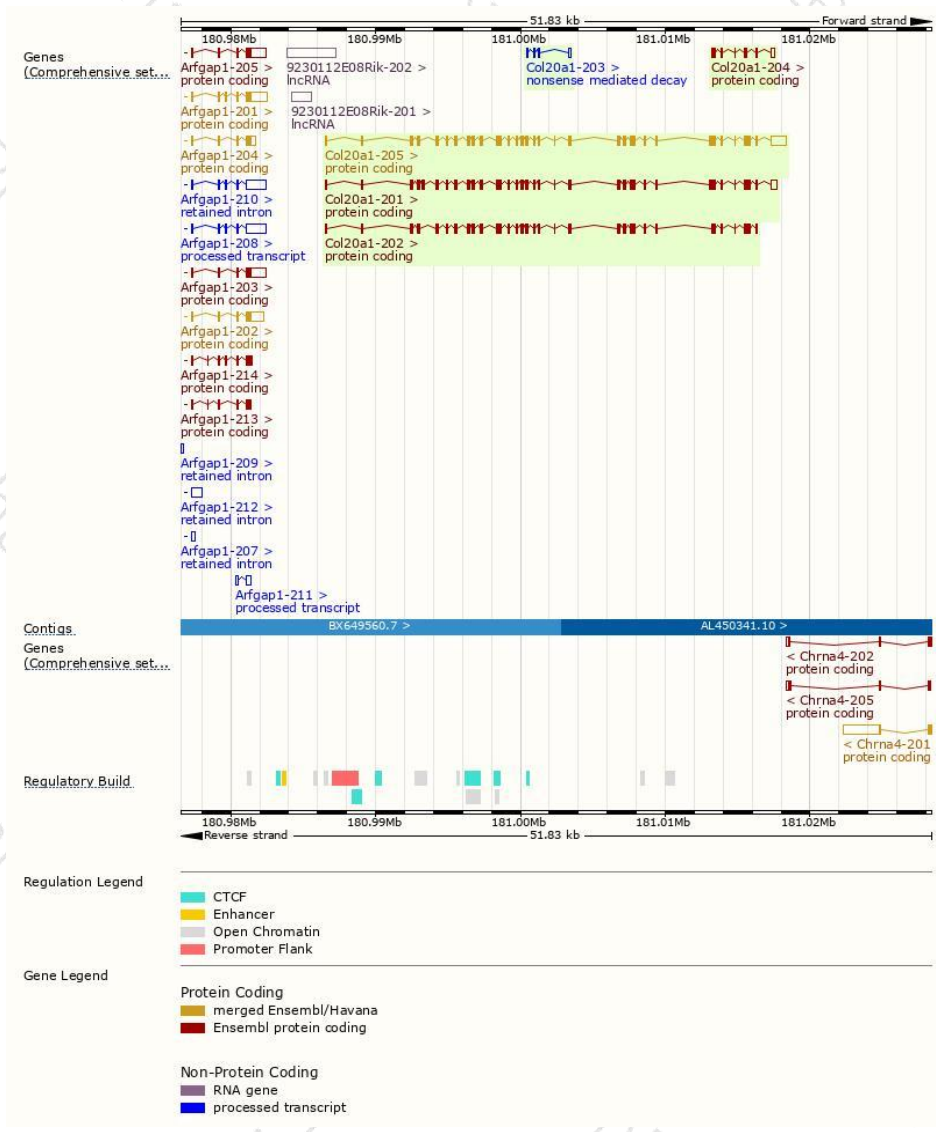 51.83 kb Forward strand
180.98Mb 180.99Mb 181.00Mb 181.01Mb 181.02Mb
Genes
(Comprehensive set...
Arfgap1-205 > 9230112E08Rik-202 > Col20a1-203 > Col20a1-204 >
protein coding lncRNA nonsense mediated decay protein coding
Arfgap1-201 > 9230112E08Rik-201 >
protein coding lncRNA
Arfgap1-204 > Col20a1-205 >
protein coding protein coding
Arfgap1-210 > Col20a1-201 >
retained intron protein coding
Arfgap1-208 > Col20a1-202 >
processed transcript protein coding
Arfgap1-203 >
protein coding
Arfgap1-202 >
protein coding
Arfgap1-214 >
protein coding
Arfgap1-213 >
protein coding
Arfgap1-209 >
retained intron
Arfgap1-212 >
retained intron
Arfgap1-207 >
retained intron
Arfgap1-211 >
processed transcript
Contigs BX649560.7 > AL450341.10 >
Genes
(Comprehensive set...
< Chrna4-202
protein coding
< Chrna4-205
protein coding
< Chrna4-201
protein coding
Regulatory Build
180.98Mb 180.99Mb 181.00Mb 181.01Mb 181.02Mb
Reverse strand 51.83 kb
Regulation Legend
CTCF
Enhancer
Open Chromatin
Promoter Flank
Gene Legend
Protein Coding
merged Ensembl/Havana
Ensembl protein coding
Non-Protein Coding
RNA gene
processed transcript